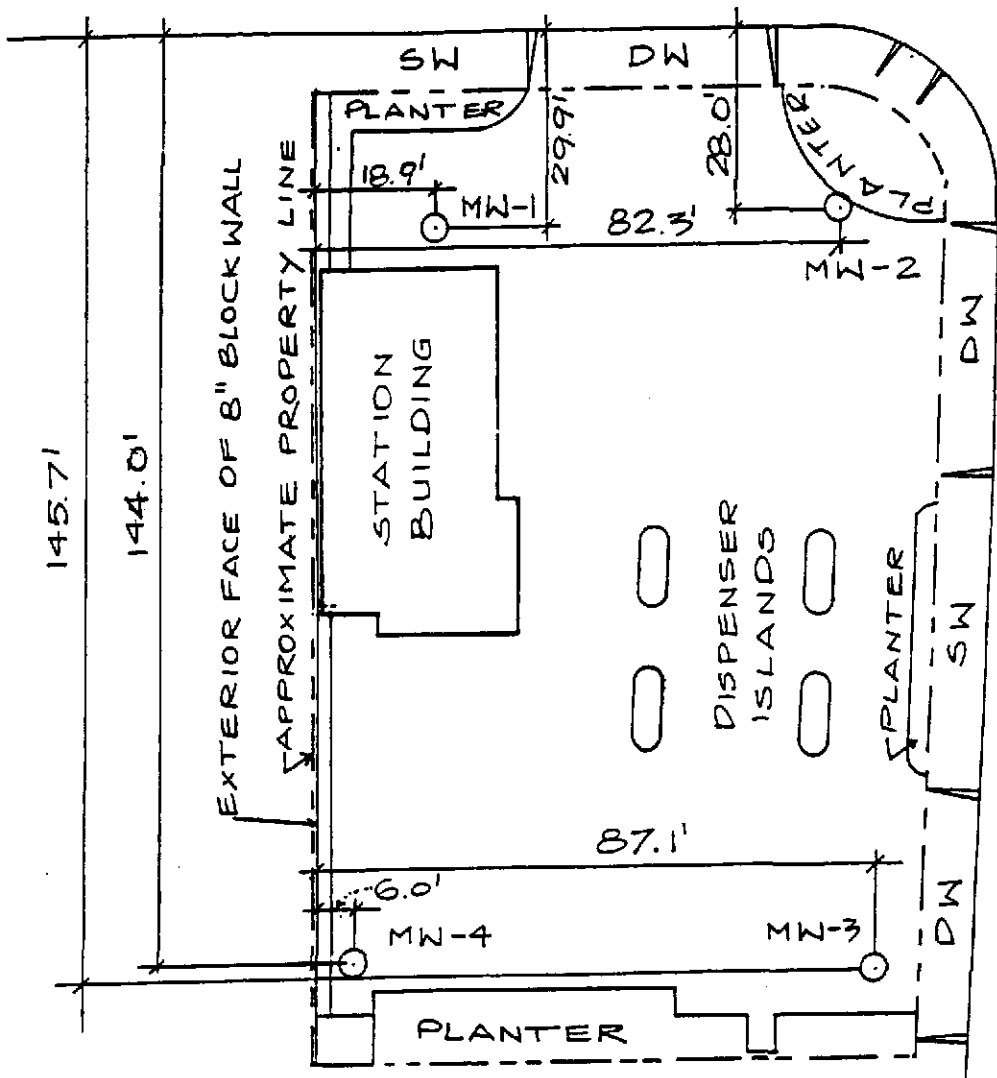 SW
DW
PLANTER
PLANTER
29.9'
28.0'
18.9'
MW-1
82.3'
MW-2
EXTERIOR FACE OF 8" BLOCKWALL
APPROXIMATE PROPERTY LINE
STATION
BUILDING
DW
145.7'
144.0'
DISPENSER
ISLANDS
PLANTER
SW
87.1'
6.0'
MW-4
MW-3
DW
PLANTER